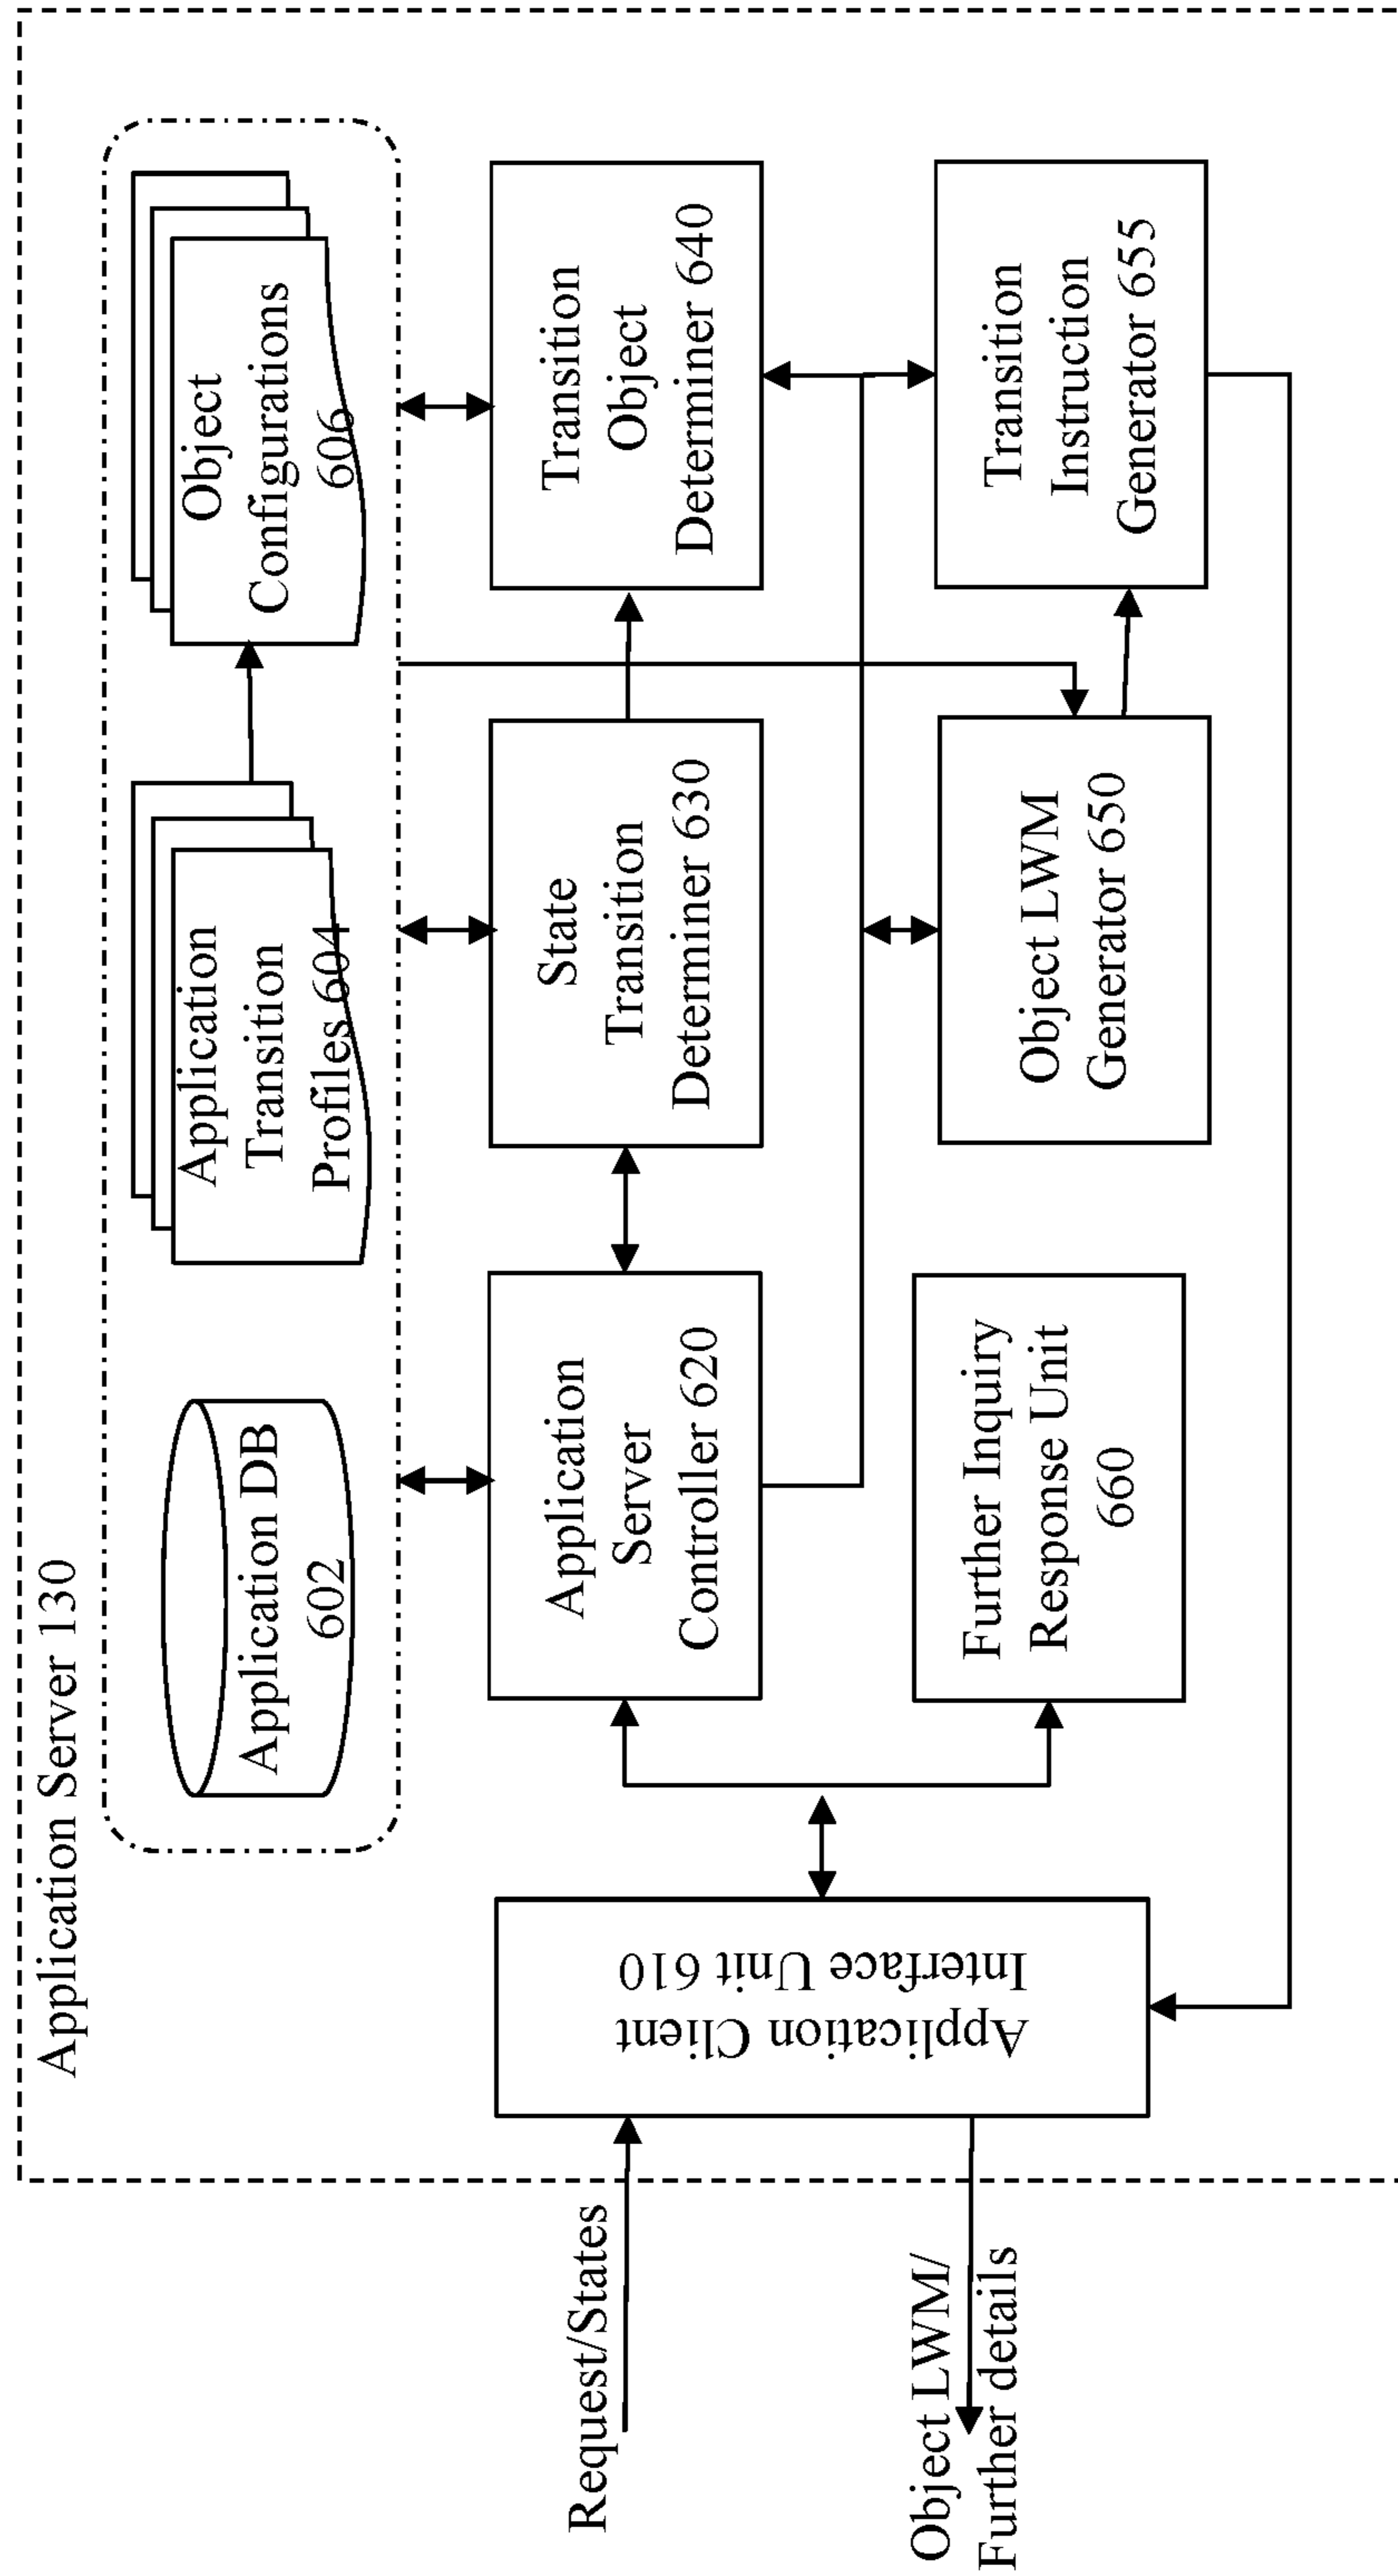 Application Server 130
Application DB
602
Application
Transition
Profiles 604
Object
Configurations
606
Request/States
Object LWM/
Further details
Application Client
Interface Unit 610
Application
Server
Controller 620
State
Transition
Determiner 630
Transition
Object
Determiner 640
Further Inquiry
Response Unit
660
Object LWM
Generator 650
Transition
Instruction
Generator 655